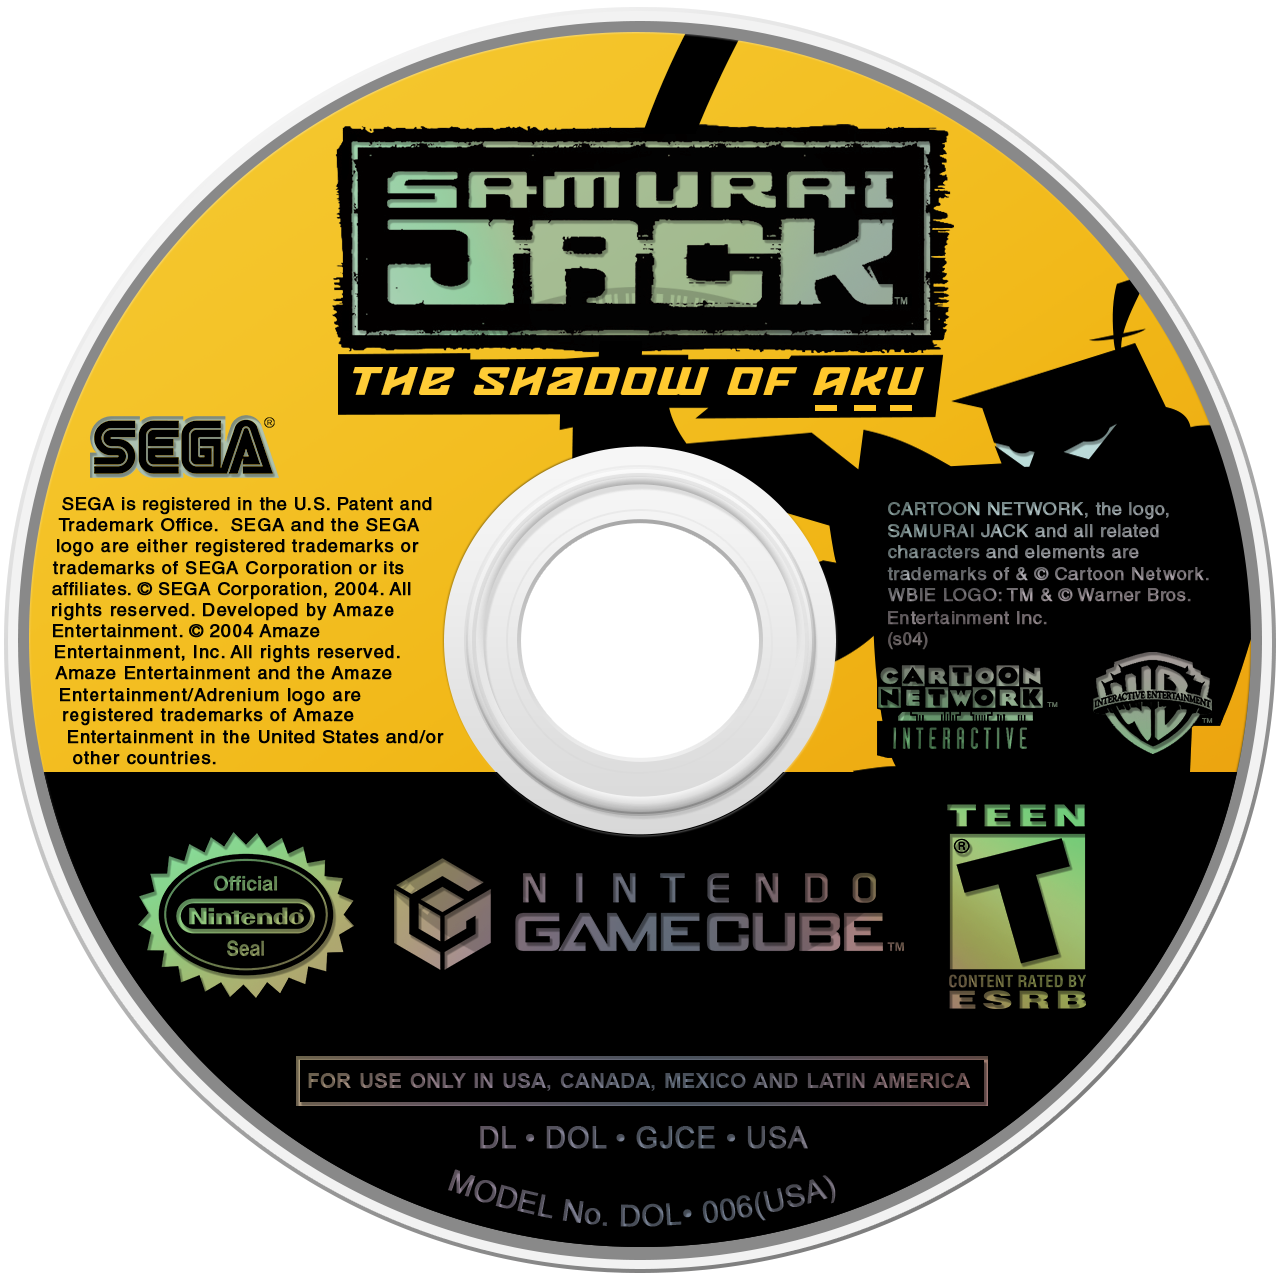 SAMURAI
JACK™
THE SHADOW OF AKU
SEGA®
SEGA is registered in the U.S. Patent and
Trademark Office. SEGA and the SEGA
logo are either registered trademarks or
trademarks of SEGA Corporation or its
affiliates. © SEGA Corporation, 2004. All
rights reserved. Developed by Amaze
Entertainment. © 2004 Amaze
Entertainment, Inc. All rights reserved.
Amaze Entertainment and the Amaze
Entertainment/Adrenium logo are
registered trademarks of Amaze
Entertainment in the United States and/or
other countries.
CARTOON NETWORK, the logo,
SAMURAI JACK and all related
characters and elements are
trademarks of & © Cartoon Network.
WBIE LOGO: TM & © Warner Bros.
Entertainment Inc.
(s04)
CARTOON
NETWORK™
INTERACTIVE
WB
INTERACTIVE ENTERTAINMENT
™
Official
Nintendo®
Seal
NINTENDO
GAMECUBE™
TEEN
®
T
CONTENT RATED BY
ESRB
FOR USE ONLY IN USA, CANADA, MEXICO AND LATIN AMERICA
DL • DOL • GJCE • USA
MODEL No. DOL• 006(USA)